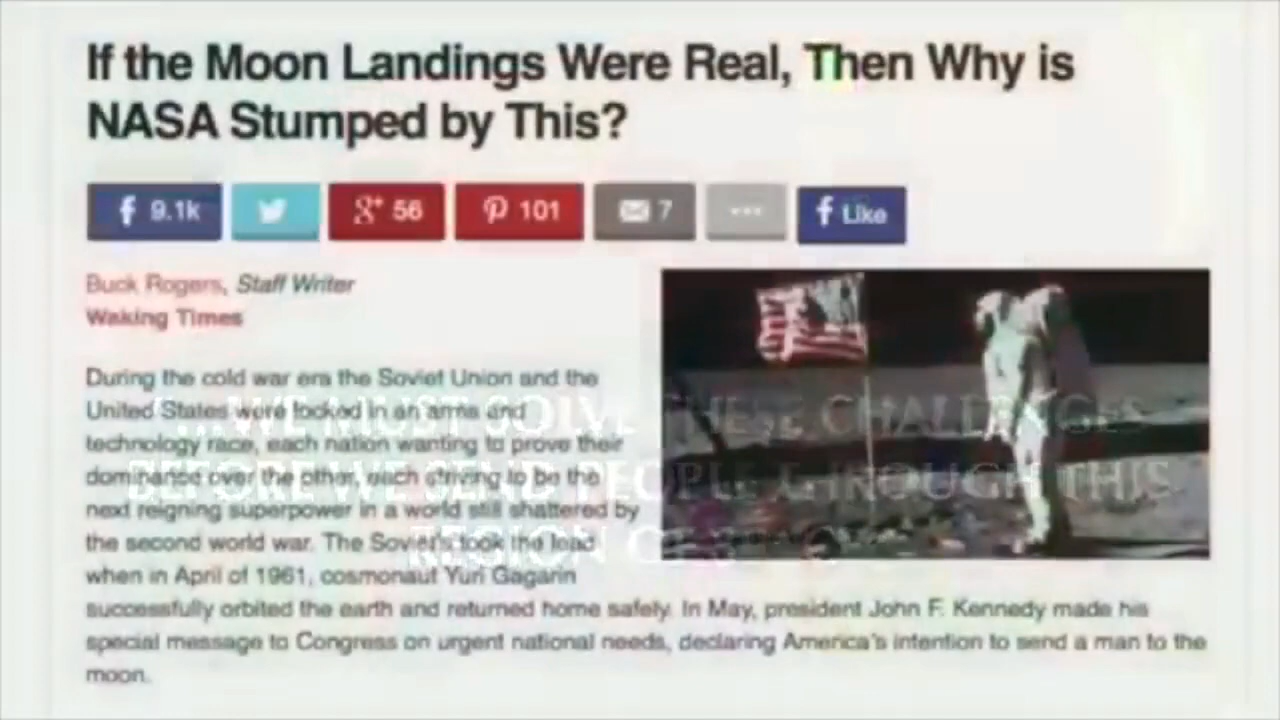 If the Moon Landings Were Real, Then Why is
NASA Stumped by This?
9.1k
56
101
7
Like
Buck Rogers, Staff Writer
Waking Times
During the cold war era the Soviet Union and the
United States were locked in an arms and
technology race, each nation wanting to prove their
dominance over the other, each striving to be the
next reigning superpower in a world still shattered by
the second world war. The Soviet's took the lead
when in April of 1961, cosmonaut Yuri Gagarin
successfully orbited the earth and returned home safely. In May, president John F. Kennedy made his
special message to Congress on urgent national needs, declaring America's intention to send a man to the
moon.
...WE MUST SOLVE THESE CHALLENGES
BEFORE WE SEND PEOPLE THROUGH THIS
REGION OF